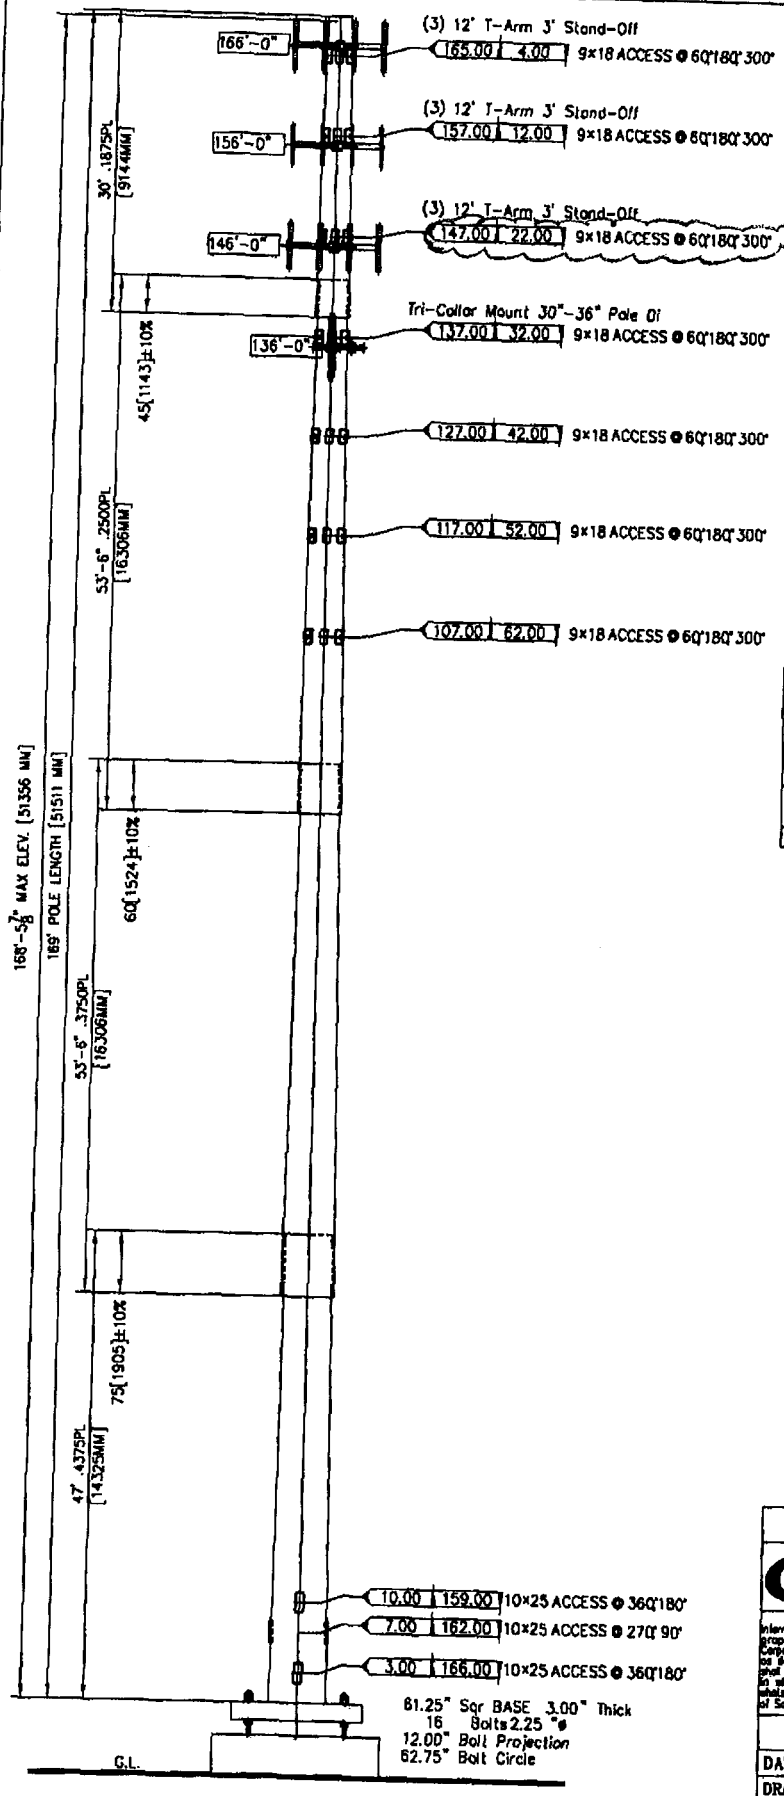 (3) 12' T-Arm 3' Stand-Off
166'-0"
165.00 4.00 9×18 ACCESS @ 60°180°300°
(3) 12' T-Arm 3' Stand-Off
156'-0"
157.00 12.00 9×18 ACCESS @ 60°180°300°
30' .1875PL
[9144MM]
(3) 12' T-Arm 3' Stand-Off
146'-0"
147.00 22.00 9×18 ACCESS @ 60°180°300°
Tri-Collar Mount 30"-36" Pole Di
136'-0"
137.00 32.00 9×18 ACCESS @ 60°180°300°
45[1143]±10%
127.00 42.00 9×18 ACCESS @ 60°180°300°
53'-6" .2500PL
[16306MM]
117.00 52.00 9×18 ACCESS @ 60°180°300°
107.00 62.00 9×18 ACCESS @ 60°180°300°
168'-5⅞" MAX ELEV. [51356 MM]
169' POLE LENGTH [51511 MM]
60[1524]±10%
53'-6" .3750PL
[16306MM]
75[1905]±10%
47' .4375PL
[14325MM]
10.00 159.00 10×25 ACCESS @ 360°180°
7.00 162.00 10×25 ACCESS @ 270° 90°
3.00 166.00 10×25 ACCESS @ 360°180°
61.25" Sqr BASE 3.00" Thick
16 Bolts 2.25 "ø
12.00" Bolt Projection
62.75" Bolt Circle
G.L.
DA
DR